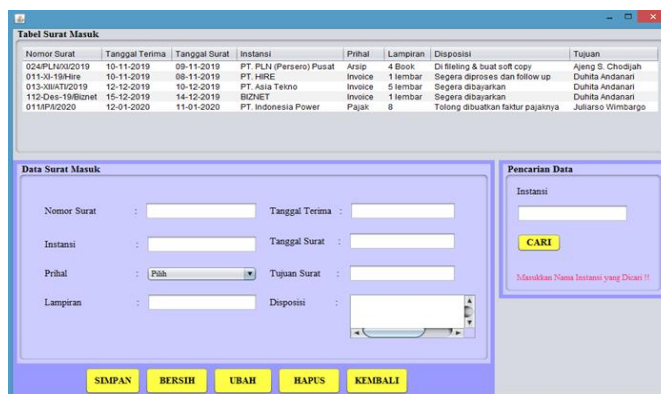 Tabel Surat Masuk
Nomor Surat Tanggal Terima Tanggal Surat Instansi Prihal Lampiran Disposisi Tujuan
024/PLN/XI/2019 10-11-2019 09-11-2019 PT. PLN (Persero) Pusat Arsip 4 Book Di fileling & buat soft copy Ajeng S. Chodijah
011-XI-19/Hire 10-11-2019 08-11-2019 PT. HIRE Invoice 1 lembar Segera diproses dan follow up Duhita Andanari
013-XII/ATI/2019 12-12-2019 10-12-2019 PT. Asia Tekno Invoice 5 lembar Segera dibayarkan Duhita Andanari
112-Des-19/Biznet 15-12-2019 14-12-2019 BIZNET Invoice 1 lembar Segera dibayarkan Duhita Andanari
011/IP/I/2020 12-01-2020 11-01-2020 PT. Indonesia Power Pajak 8 Tolong dibuatkan faktur pajaknya Juliarso Wimbargo
Data Surat Masuk
Nomor Surat :
Tanggal Terima :
Instansi :
Tanggal Surat :
Prihal : Pilih
Tujuan Surat :
Lampiran :
Disposisi :
SIMPAN BERSIH UBAH HAPUS KEMBALI
Pencarian Data
Instansi
CARI
Masukkan Nama Instansi yang Dicari !!